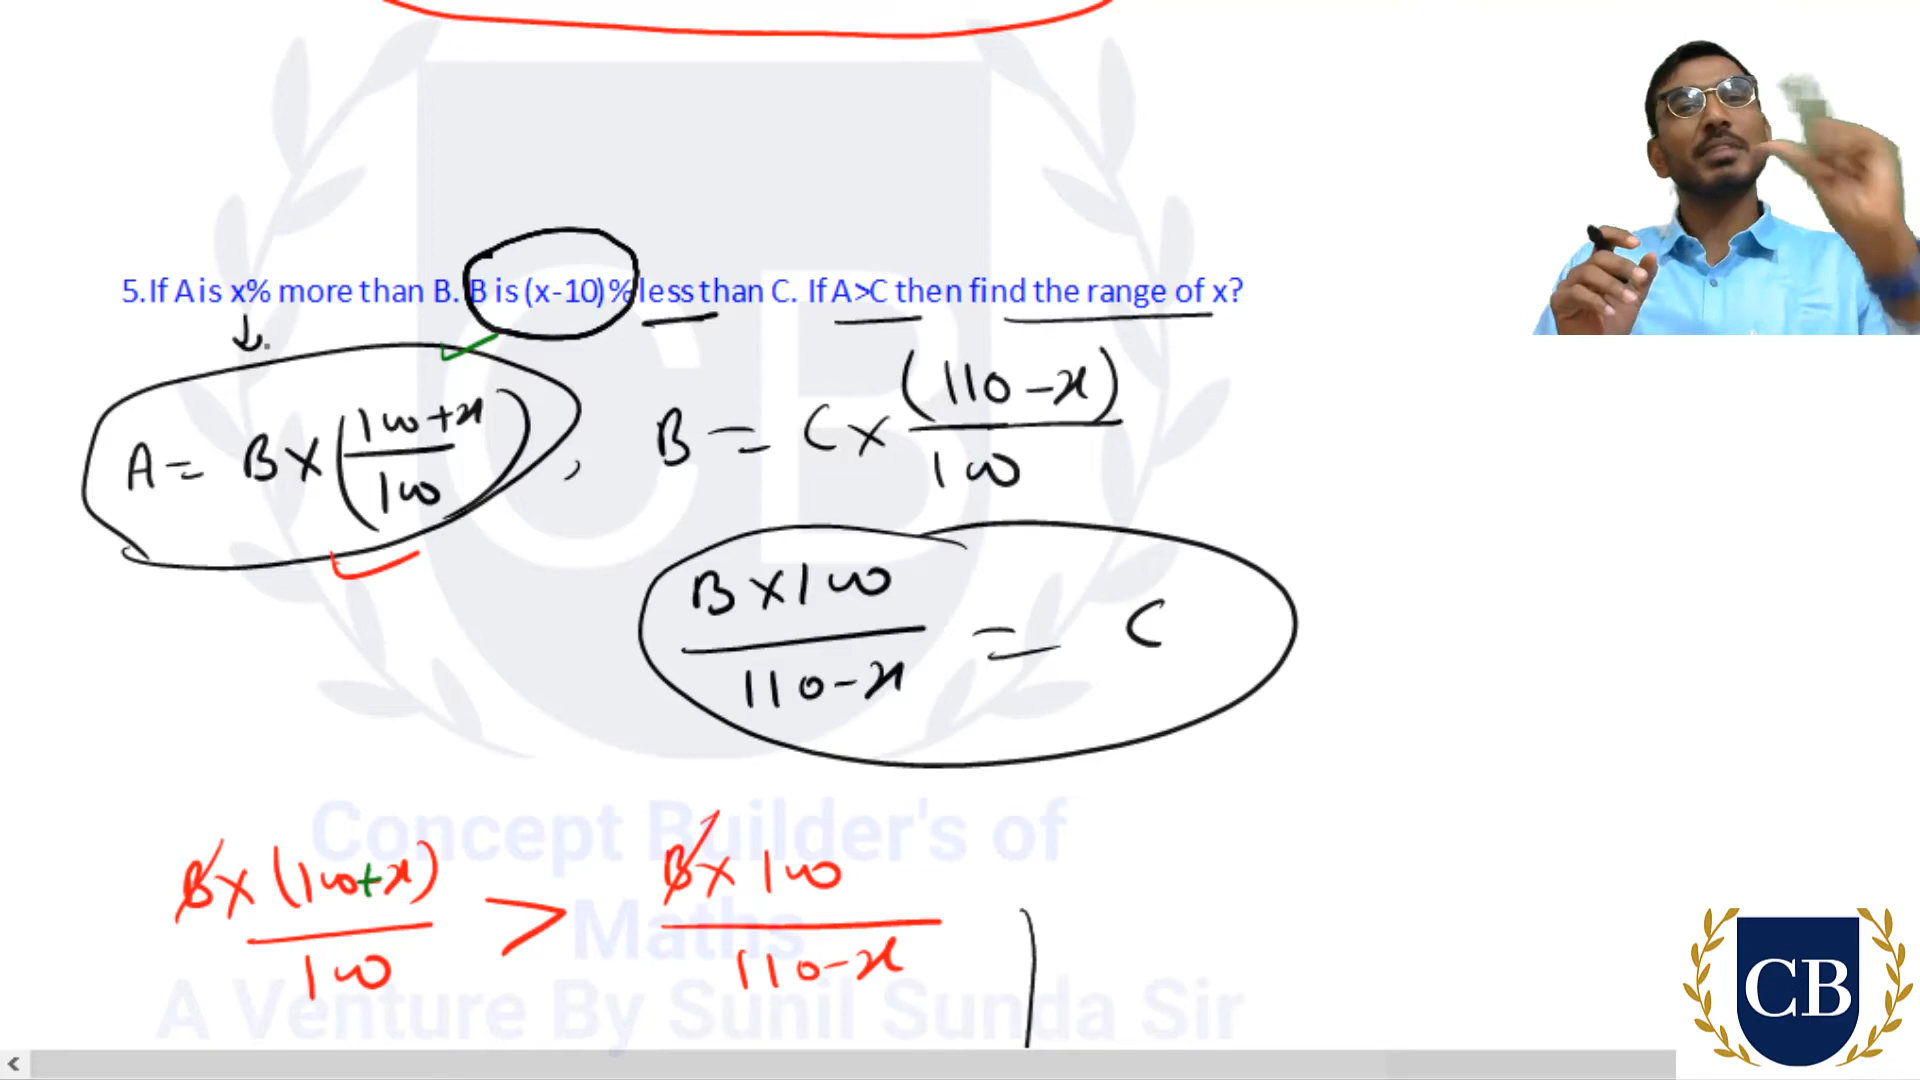 5.If A is x% more than B. B is (x-10)% less than C. If A>C then find the range of x?
A = B × (100+x / 100) , B = C × (110-x) / 100
B×100 / 110-x = C
B×(100+x) / 100 > B×100 / 110-x
Concept Builder's of
Maths
A Venture By Sunil Sunda Sir
CB
CB